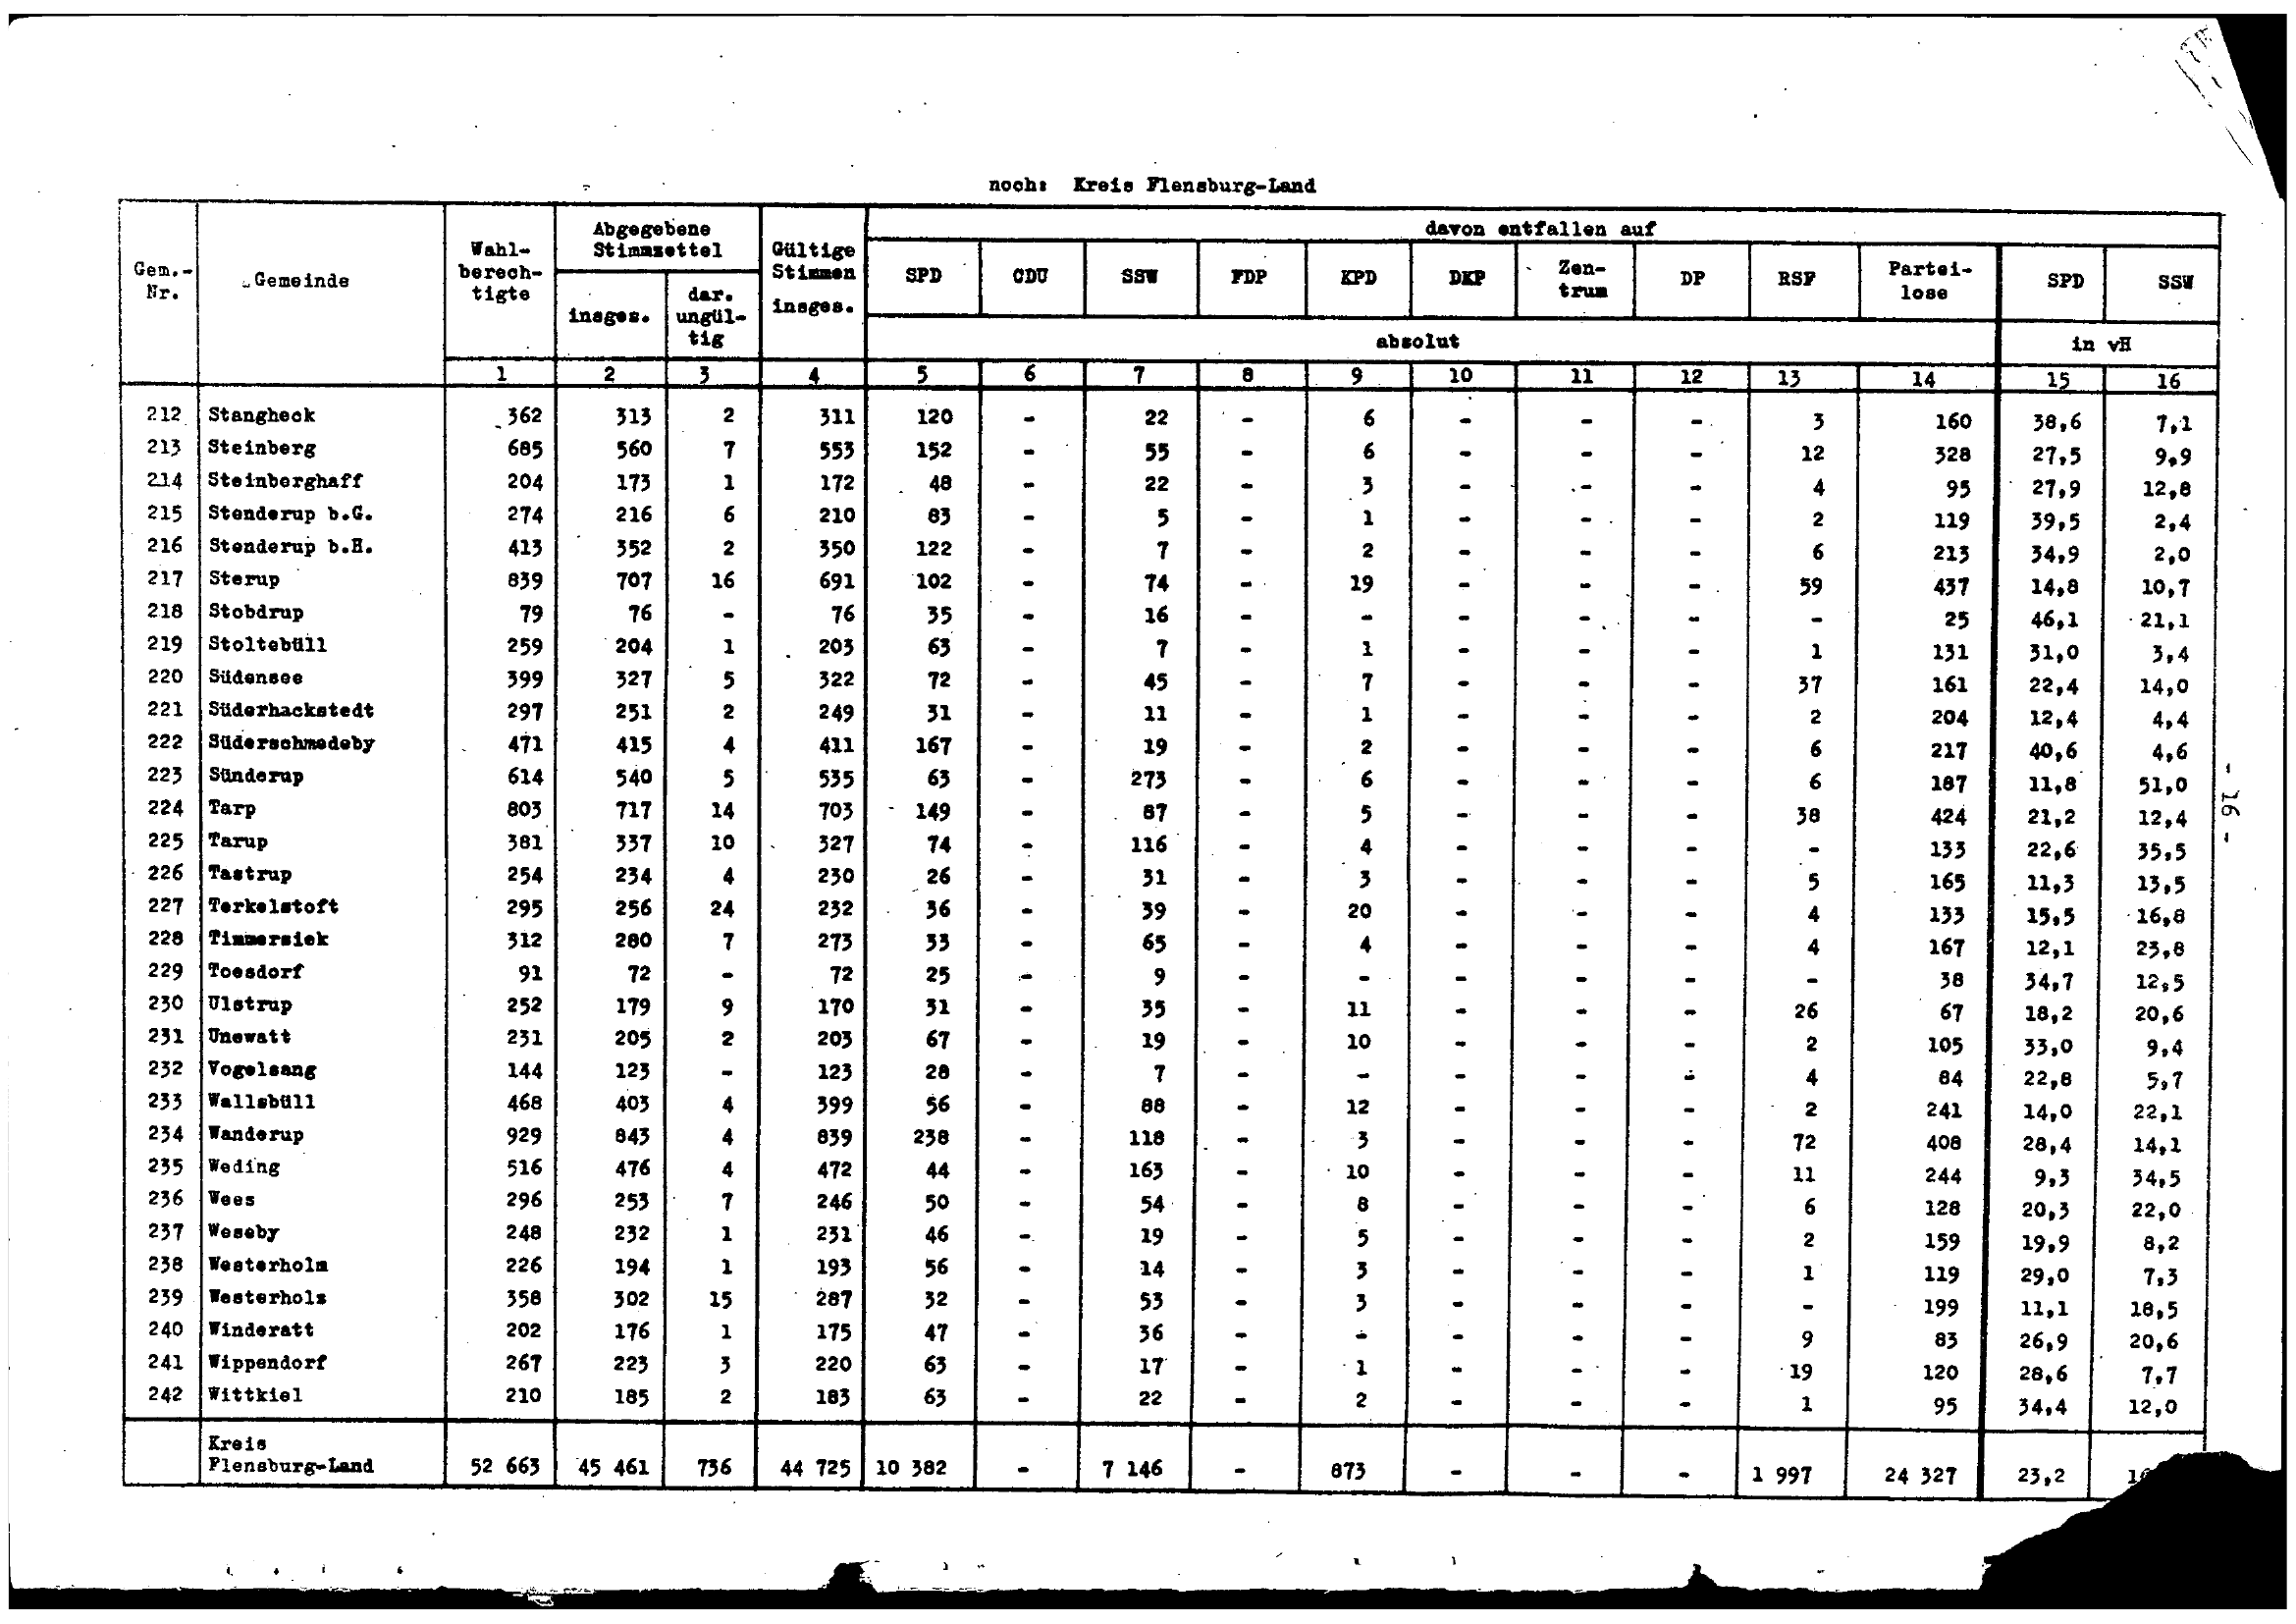 noch: Kreis Flensburg-Land
Gem.-Nr. Gemeinde Wahl-berech-tigte Abgegebene Stimmzettel Gültige Stimmen insges. davon entfallen auf
insges. dar. ungül-tig SPD CDU SSW FDP KPD DKP Zen-trum DP RSF Partei-lose SPD SSW
absolut in vH
1 2 3 4 5 6 7 8 9 10 11 12 13 14 15 16
212 Stangheck 362 313 2 311 120 - 22 - 6 - - - 3 160 38,6 7,1
213 Steinberg 685 560 7 553 152 - 55 - 6 - - - 12 328 27,5 9,9
214 Steinberghaff 204 173 1 172 48 - 22 - 3 - - - 4 95 27,9 12,8
215 Stenderup b.G. 274 216 6 210 83 - 5 - 1 - - - 2 119 39,5 2,4
216 Stenderup b.H. 413 352 2 350 122 - 7 - 2 - - - 6 213 34,9 2,0
217 Sterup 839 707 16 691 102 - 74 - 19 - - - 59 437 14,8 10,7
218 Stobdrup 79 76 - 76 35 - 16 - - - - - - 25 46,1 21,1
219 Stoltebüll 259 204 1 203 63 - 7 - 1 - - - 1 131 31,0 3,4
220 Südensee 399 327 5 322 72 - 45 - 7 - - - 37 161 22,4 14,0
221 Süderhackstedt 297 251 2 249 31 - 11 - 1 - - - 2 204 12,4 4,4
222 Süderschmedeby 471 415 4 411 167 - 19 - 2 - - - 6 217 40,6 4,6
223 Sünderup 614 540 5 535 63 - 273 - 6 - - - 6 187 11,8 51,0
224 Tarp 803 717 14 703 149 - 87 - 5 - - - 38 424 21,2 12,4
225 Tarup 381 337 10 327 74 - 116 - 4 - - - - 133 22,6 35,5
226 Tastrup 254 234 4 230 26 - 31 - 3 - - - 5 165 11,3 13,5
227 Terkelstoft 295 256 24 232 36 - 39 - 20 - - - 4 133 15,5 16,8
228 Timmersiek 312 280 7 273 33 - 65 - 4 - - - 4 167 12,1 23,8
229 Toesdorf 91 72 - 72 25 - 9 - - - - - - 38 34,7 12,5
230 Ulstrup 252 179 9 170 31 - 35 - 11 - - - 26 67 18,2 20,6
231 Unewatt 231 205 2 203 67 - 19 - 10 - - - 2 105 33,0 9,4
232 Vogelsang 144 123 - 123 28 - 7 - - - - - 4 84 22,8 5,7
233 Wallsbüll 468 403 4 399 56 - 88 - 12 - - - 2 241 14,0 22,1
234 Wanderup 929 843 4 839 238 - 118 - 3 - - - 72 408 28,4 14,1
235 Weding 516 476 4 472 44 - 163 - 10 - - - 11 244 9,3 34,5
236 Wees 296 253 7 246 50 - 54 - 8 - - - 6 128 20,3 22,0
237 Weseby 248 232 1 231 46 - 19 - 5 - - - 2 159 19,9 8,2
238 Westerholm 226 194 1 193 56 - 14 - 3 - - - 1 119 29,0 7,3
239 Westerholz 358 302 15 287 32 - 53 - 3 - - - - 199 11,1 18,5
240 Winderatt 202 176 1 175 47 - 36 - - - - - 9 83 26,9 20,6
241 Wippendorf 267 223 3 220 63 - 17 - 1 - - - 19 120 28,6 7,7
242 Wittkiel 210 185 2 183 63 - 22 - 2 - - - 1 95 34,4 12,0
Kreis
Flensburg-Land 52 663 45 461 736 44 725 10 382 - 7 146 - 873 - - - 1 997 24 327 23,2
- 16 -